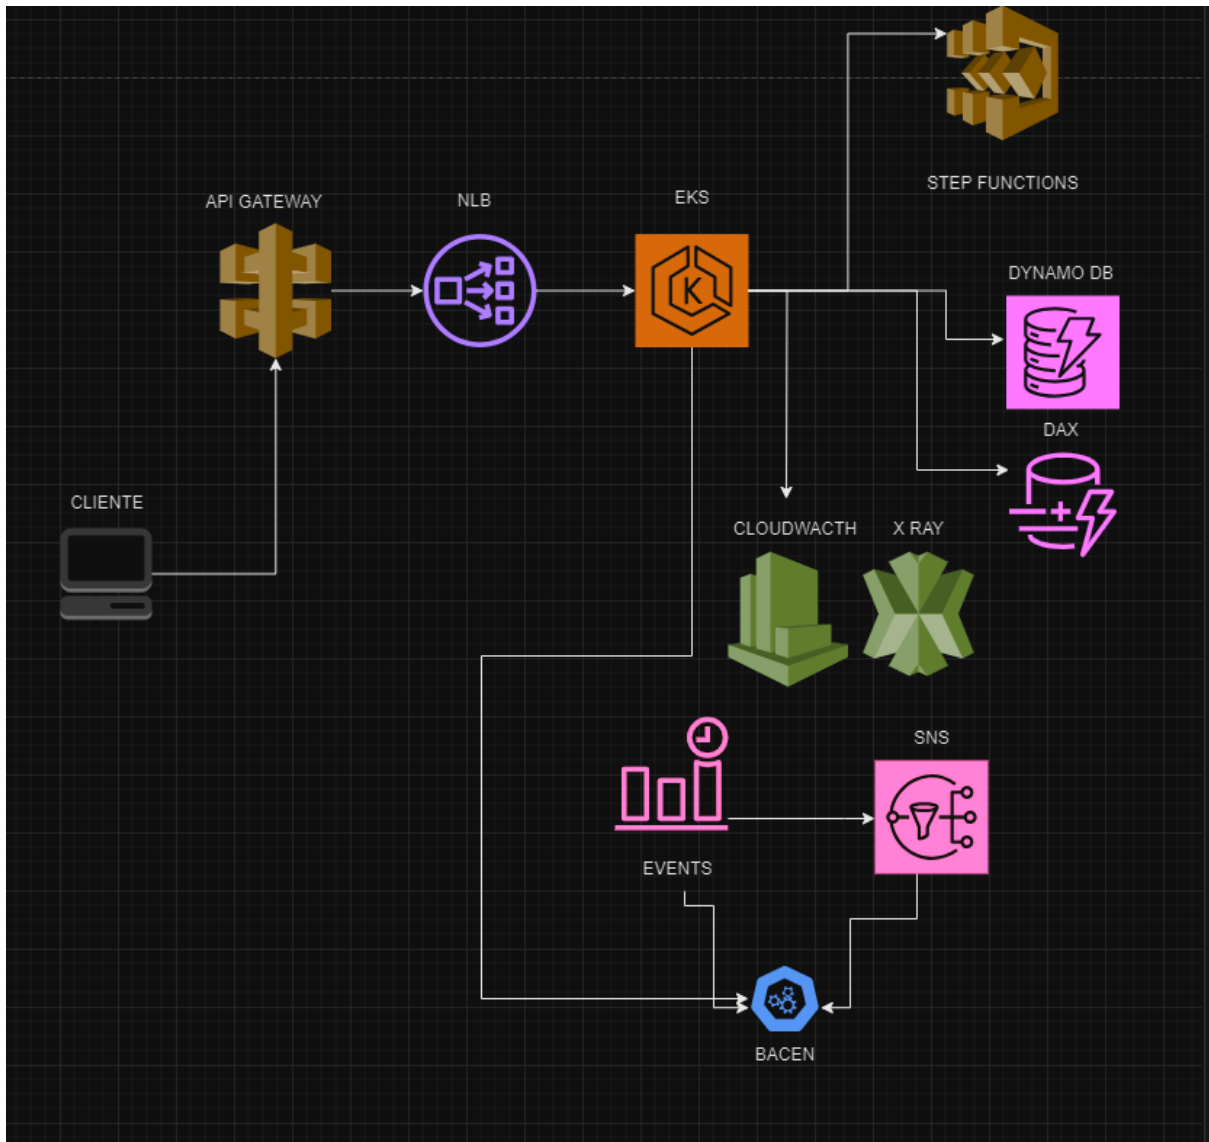 STEP FUNCTIONS
API GATEWAY
NLB
EKS
K
DYNAMO DB
DAX
CLIENTE
CLOUDWACTH
X RAY
SNS
EVENTS
BACEN